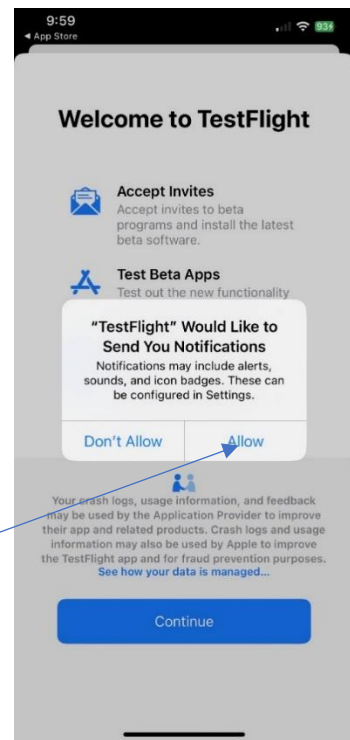 9:59
◀ App Store
93
Welcome to TestFlight
Accept Invites
Accept invites to beta
programs and install the latest
beta software.
Test Beta Apps
Test out the new functionality
"TestFlight" Would Like to
Send You Notifications
Notifications may include alerts,
sounds, and icon badges. These can
be configured in Settings.
Don't Allow
Allow
Your crash logs, usage information, and feedback
may be used by the Application Provider to improve
their app and related products. Crash logs and usage
information may also be used by Apple to improve
the TestFlight app and for fraud prevention purposes.
See how your data is managed...
Continue